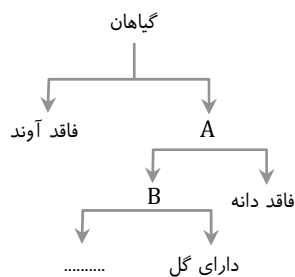 گیاهان
A
فاقد آوند
فاقد دانه
B
دارای گل
..........